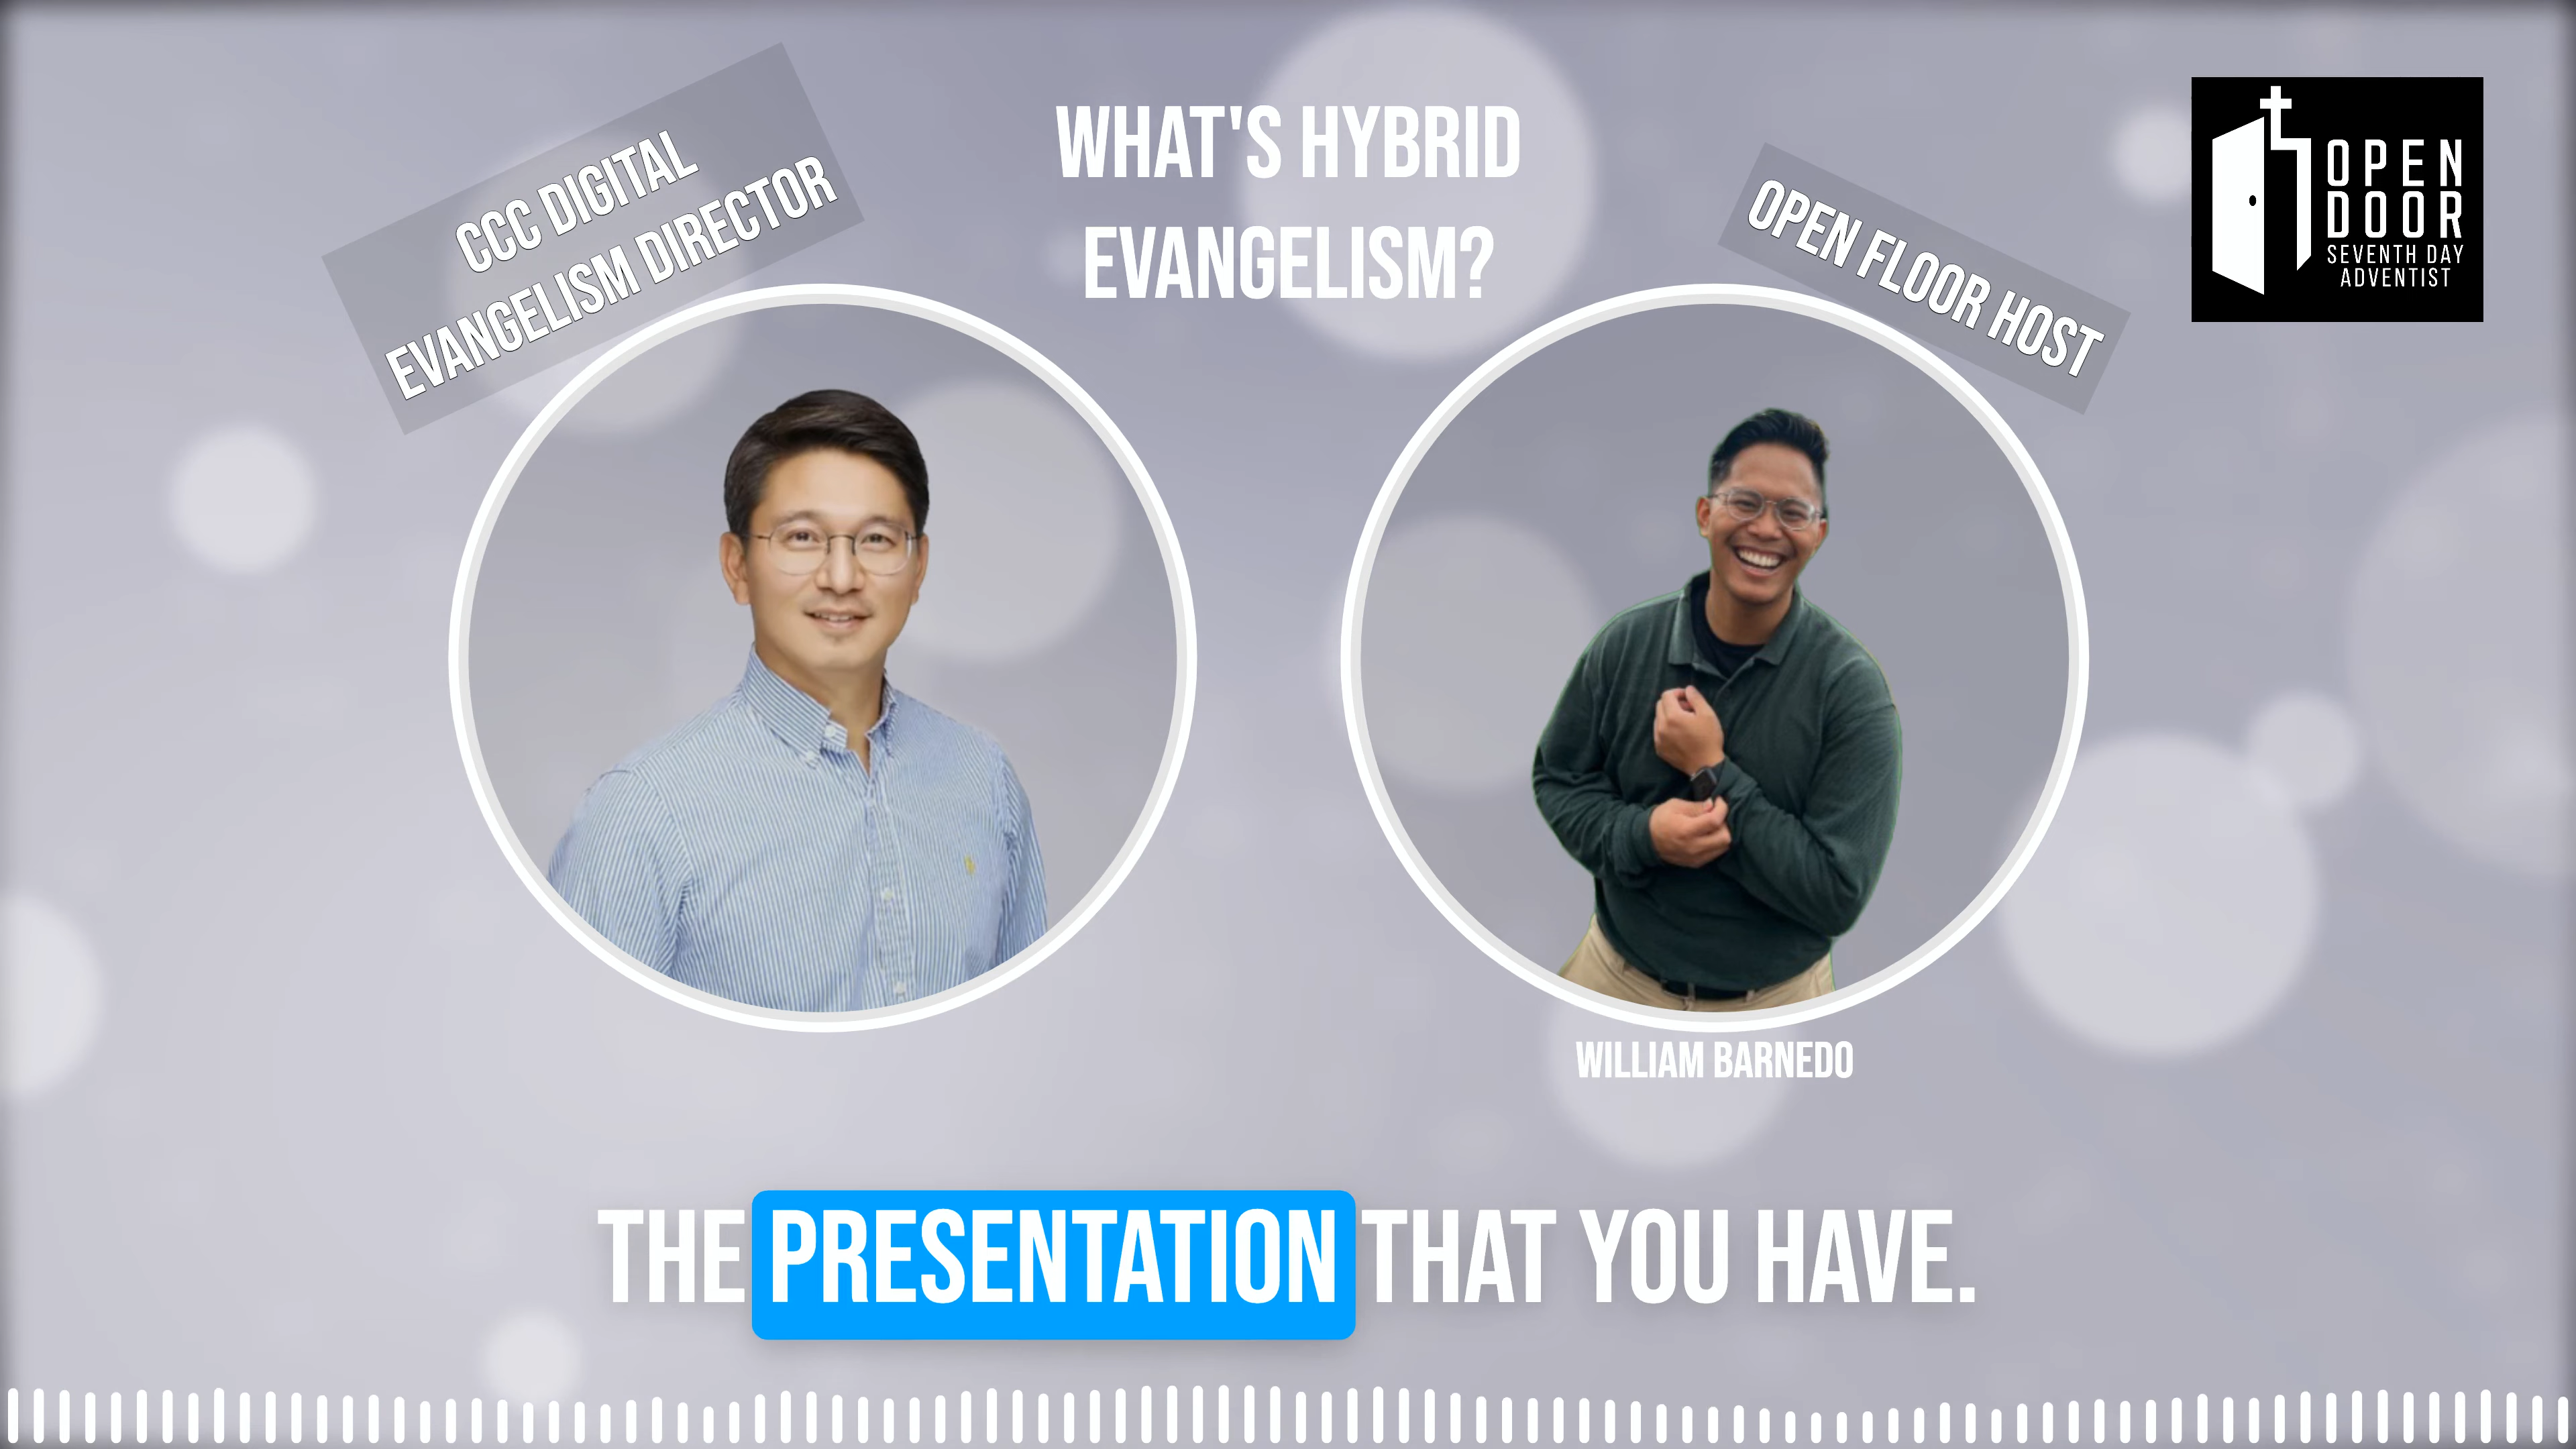 CCC DIGITAL
EVANGELISM DIRECTOR
WHAT'S HYBRID
EVANGELISM?
OPEN FLOOR HOST
OPEN
DOOR
SEVENTH DAY
ADVENTIST
WILLIAM BARNEDO
THE PRESENTATION THAT YOU HAVE.